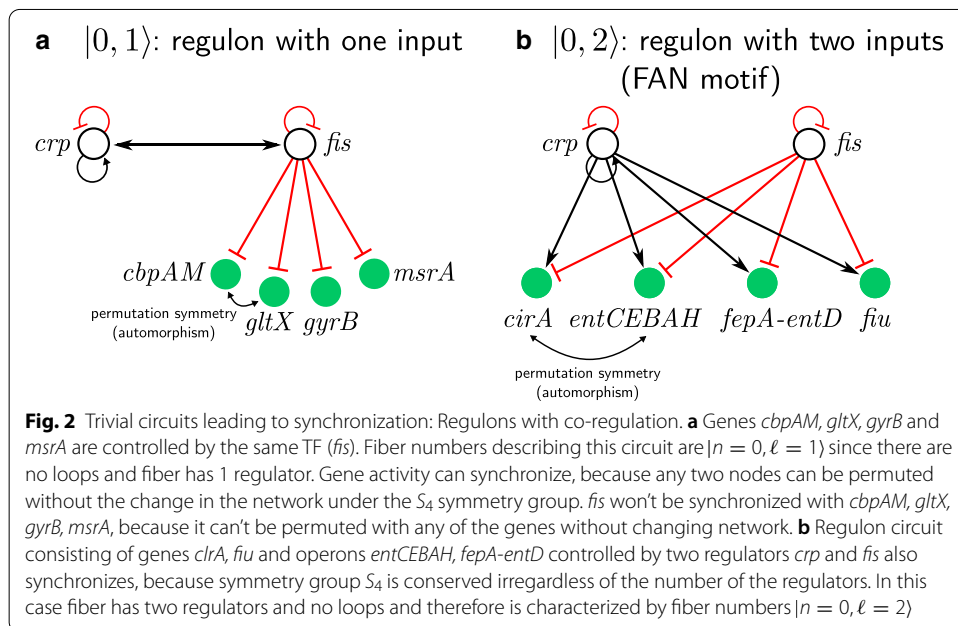 a |0, 1⟩: regulon with one input
b |0, 2⟩: regulon with two inputs
(FAN motif)
crp
fis
cbpAM
msrA
gltX gyrB
permutation symmetry
(automorphism)
crp
fis
cirA entCEBAH fepA-entD fiu
permutation symmetry
(automorphism)
Fig. 2 Trivial circuits leading to synchronization: Regulons with co-regulation. a Genes cbpAM, gltX, gyrB and
msrA are controlled by the same TF (fis). Fiber numbers describing this circuit are |n = 0, ℓ = 1⟩ since there are
no loops and fiber has 1 regulator. Gene activity can synchronize, because any two nodes can be permuted
without the change in the network under the S4 symmetry group. fis won't be synchronized with cbpAM, gltX,
gyrB, msrA, because it can't be permuted with any of the genes without changing network. b Regulon circuit
consisting of genes clrA, fiu and operons entCEBAH, fepA-entD controlled by two regulators crp and fis also
synchronizes, because symmetry group S4 is conserved irregardless of the number of the regulators. In this
case fiber has two regulators and no loops and therefore is characterized by fiber numbers |n = 0, ℓ = 2⟩